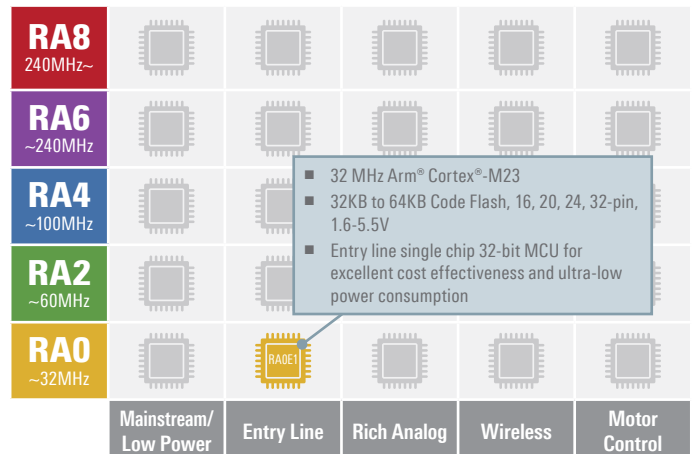 RA8
240MHz~
RA6
~240MHz
RA4
~100MHz
RA2
~60MHz
RA0
~32MHz
■ 32 MHz Arm® Cortex®-M23
■ 32KB to 64KB Code Flash, 16, 20, 24, 32-pin,
1.6-5.5V
■ Entry line single chip 32-bit MCU for
excellent cost effectiveness and ultra-low
power consumption
RA0E1
Mainstream/
Low Power
Entry Line
Rich Analog
Wireless
Motor
Control